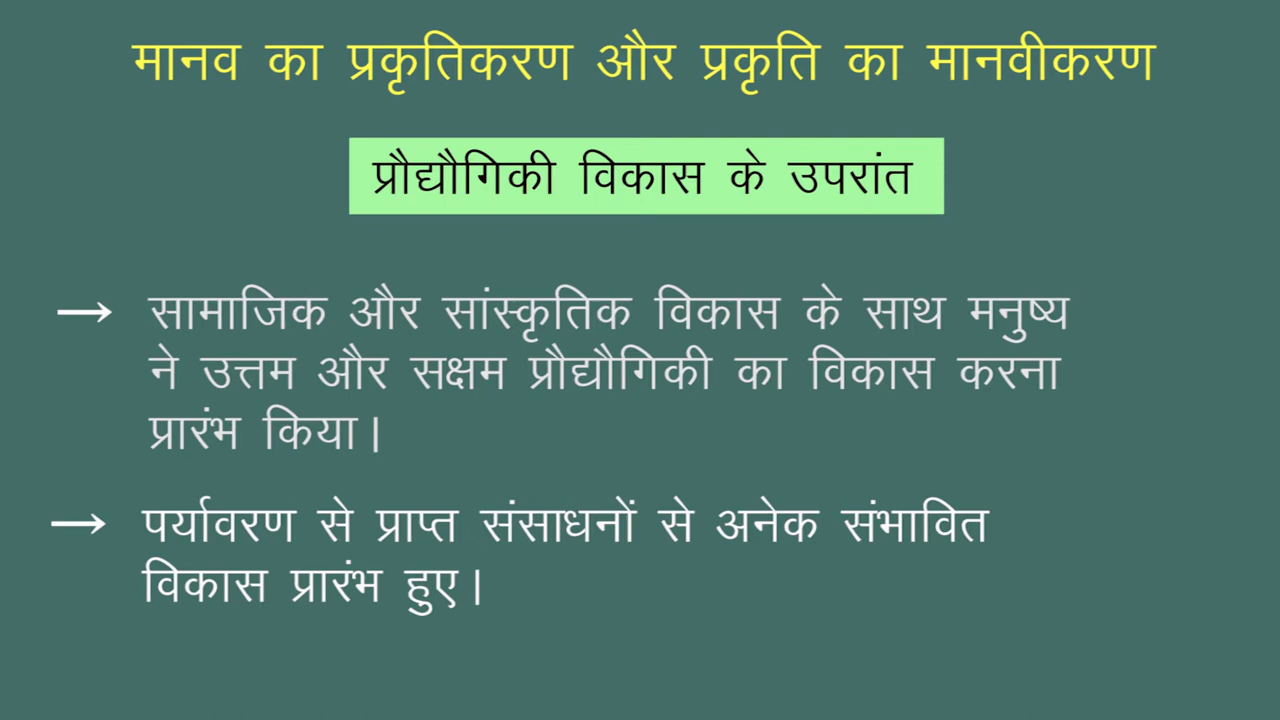 मानव का प्रकृतिकरण और प्रकृति का मानवीकरण
प्रौद्यौगिकी विकास के उपरांत
→ सामाजिक और सांस्कृतिक विकास के साथ मनुष्य
ने उत्तम और सक्षम प्रौद्यौगिकी का विकास करना
प्रारंभ किया।
→ पर्यावरण से प्राप्त संसाधनों से अनेक संभावित
विकास प्रारंभ हुए।